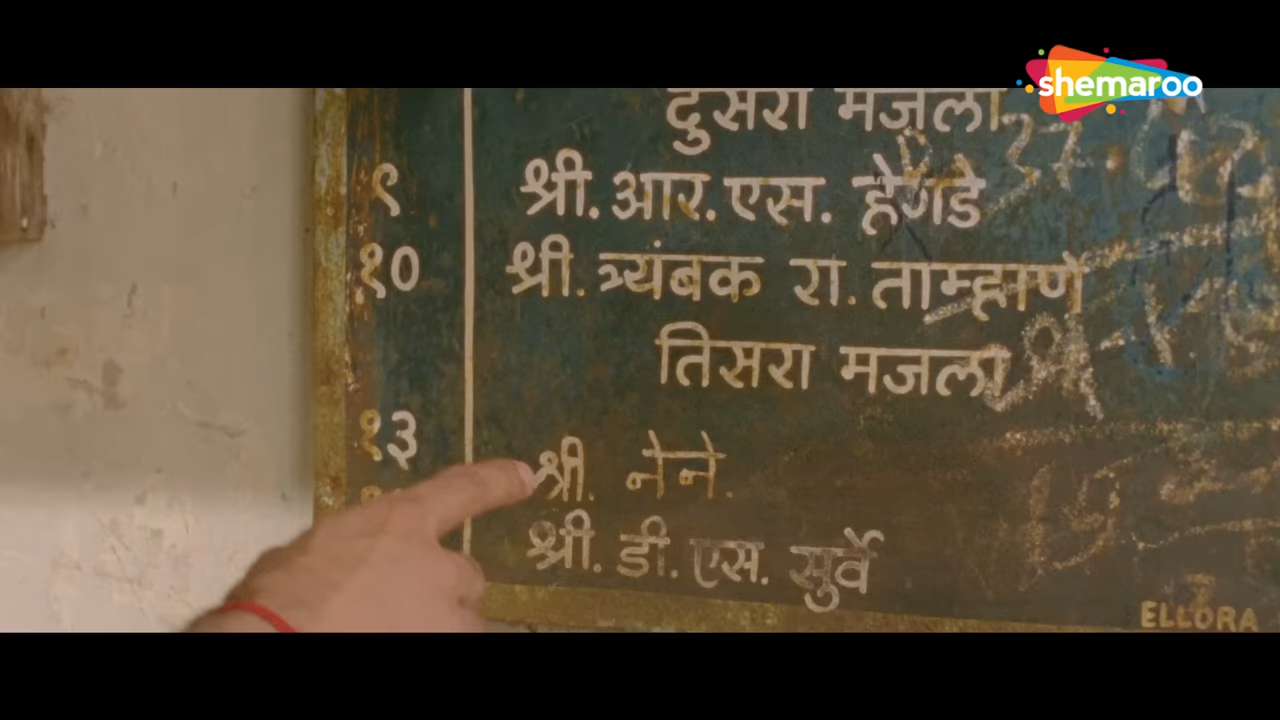 shemaroo
दुसरा मजला
९ श्री. आर. एस. हेगडे
१० श्री. त्र्यंबक रा. ताम्हाणे
तिसरा मजला
१३ श्री. नेने.
श्री. डी. एस. सुर्वे
ELLORA